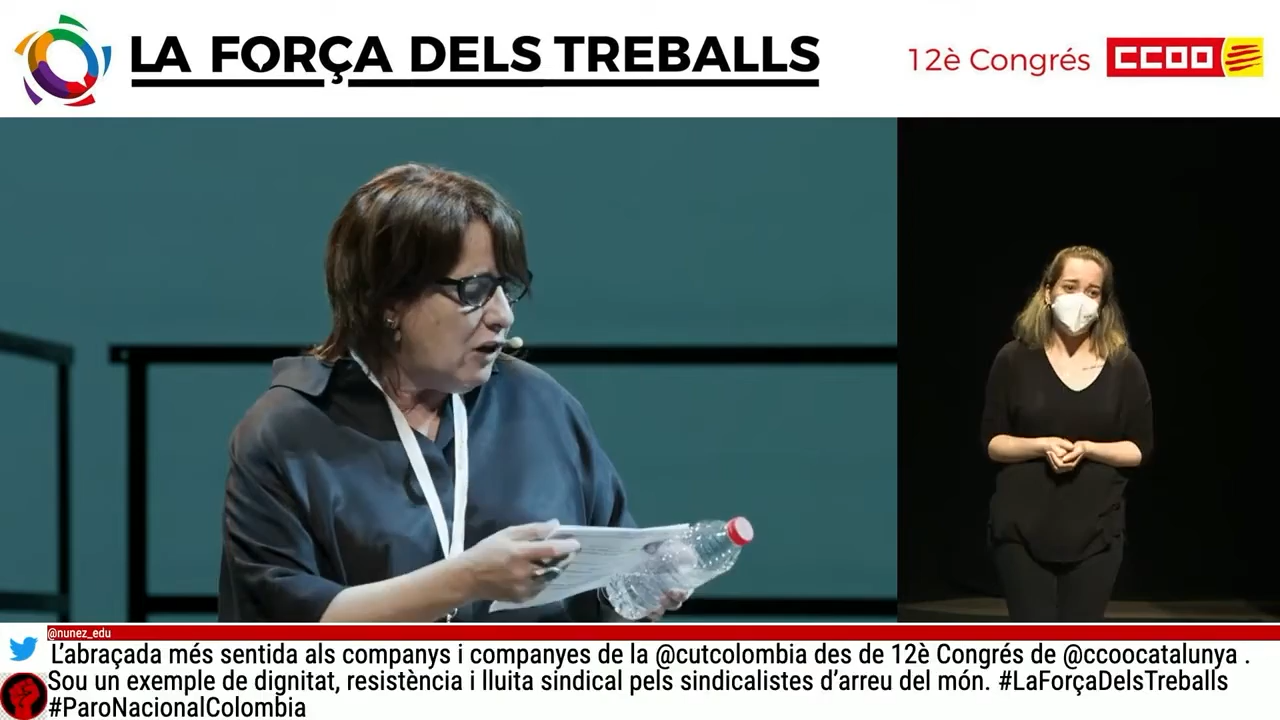 LA FORÇA DELS TREBALLS
12è Congrés CCOO
@nunez_edu
L'abraçada més sentida als companys i companyes de la @cutcolombia des de 12è Congrés de @ccoocatalunya .
Sou un exemple de dignitat, resistència i lluita sindical pels sindicalistes d'arreu del món. #LaForçaDelsTreballs
#ParoNacionalColombia